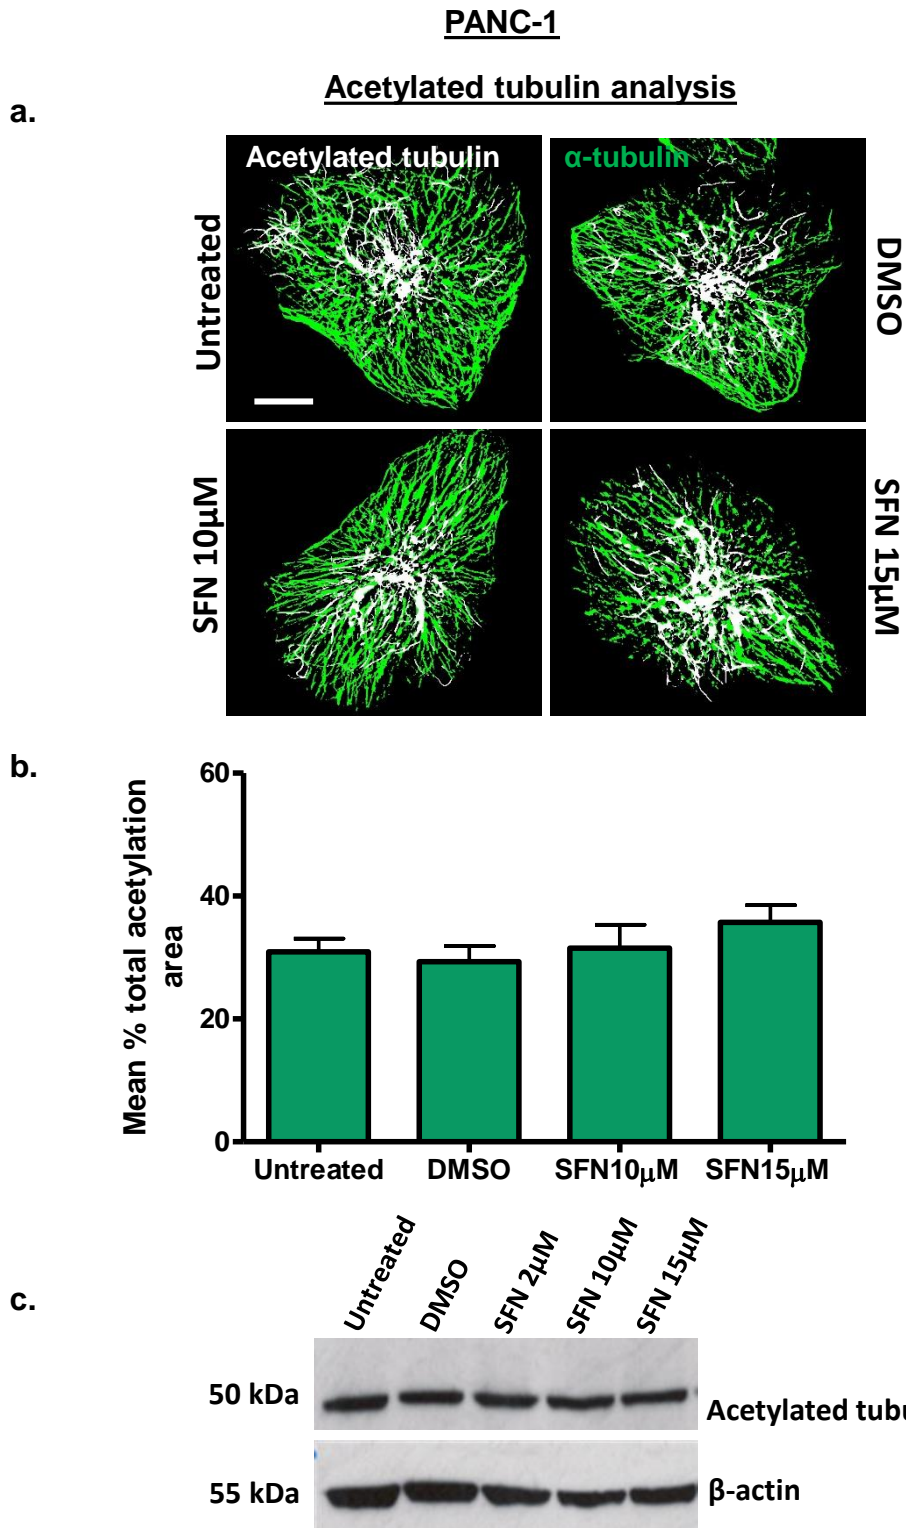 PANC-1
Acetylated tubulin analysis
a.
Acetylated tubulin
α-tubulin
Untreated
DMSO
SFN 10µM
SFN 15µM
b.
Mean % total acetylation
area
60
40
20
0
Untreated
DMSO
SFN10µM
SFN15µM
c.
Untreated
DMSO
SFN 2µM
SFN 10µM
SFN 15µM
50 kDa
Acetylated tubu
55 kDa
β-actin